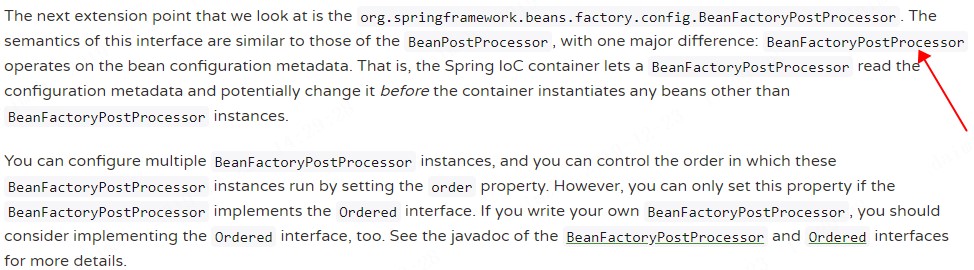 The next extension point that we look at is the org.springframework.beans.factory.config.BeanFactoryPostProcessor. The
semantics of this interface are similar to those of the BeanPostProcessor, with one major difference: BeanFactoryPostProcessor
operates on the bean configuration metadata. That is, the Spring IoC container lets a BeanFactoryPostProcessor read the
configuration metadata and potentially change it before the container instantiates any beans other than
BeanFactoryPostProcessor instances.
You can configure multiple BeanFactoryPostProcessor instances, and you can control the order in which these
BeanFactoryPostProcessor instances run by setting the order property. However, you can only set this property if the
BeanFactoryPostProcessor implements the Ordered interface. If you write your own BeanFactoryPostProcessor, you should
consider implementing the Ordered interface, too. See the javadoc of the BeanFactoryPostProcessor and Ordered interfaces
for more details.